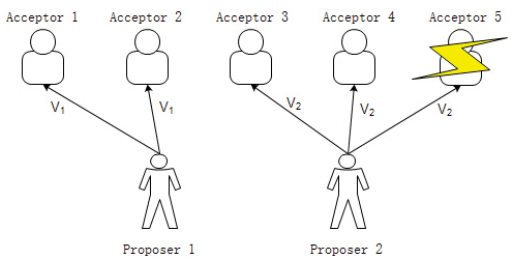 Acceptor 1 Acceptor 2 Acceptor 3 Acceptor 4 Acceptor 5
V1 V1 V2 V2 V2
Proposer 1 Proposer 2